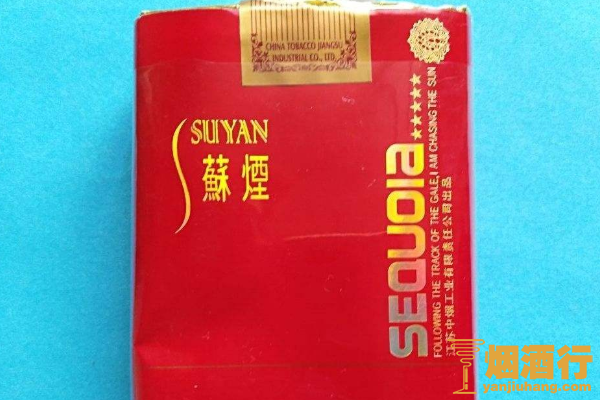 CHINA TOBACCO JIANGSU
INDUSTRIAL CO., LTD
SUYAN
蘇煙
SEQUOIA
★★★★★
FOLLOWING THE TRACK OF THE GALE,I AM CHASING THE SUN
江苏中烟工业有限责任公司出品
烟酒行
yanjiuhang.com